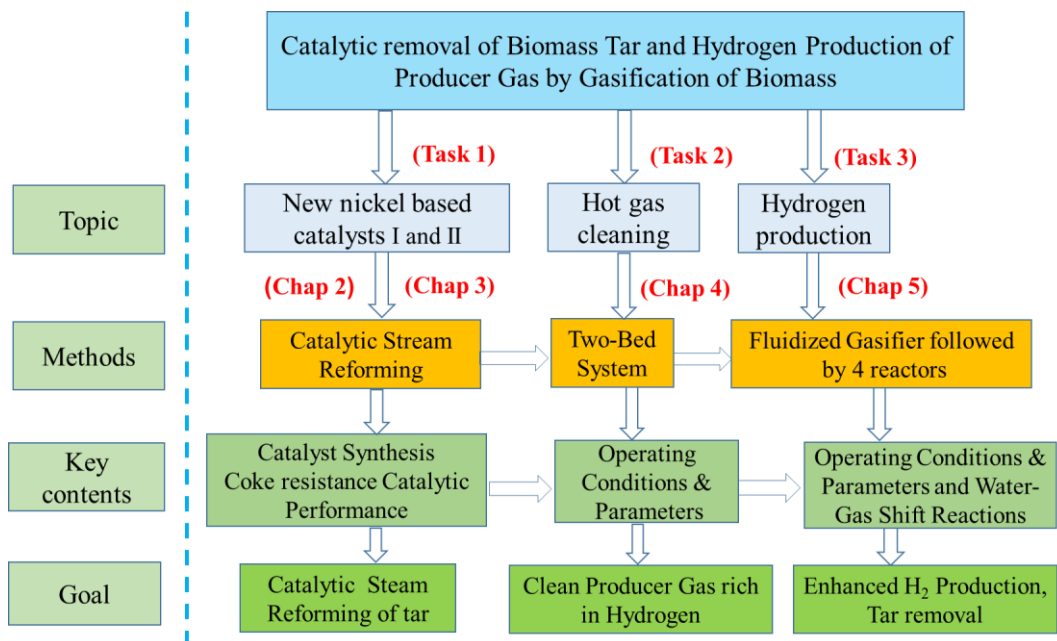 Catalytic removal of Biomass Tar and Hydrogen Production of
Producer Gas by Gasification of Biomass
(Task 1)
(Task 2)
(Task 3)
Topic
New nickel based
catalysts I and II
Hot gas
cleaning
Hydrogen
production
(Chap 2)
(Chap 3)
(Chap 4)
(Chap 5)
Methods
Catalytic Stream
Reforming
Two-Bed
System
Fluidized Gasifier followed
by 4 reactors
Key
contents
Catalyst Synthesis
Coke resistance Catalytic
Performance
Operating
Conditions &
Parameters
Operating Conditions &
Parameters and Water-
Gas Shift Reactions
Goal
Catalytic Steam
Reforming of tar
Clean Producer Gas rich
in Hydrogen
Enhanced H₂ Production,
Tar removal